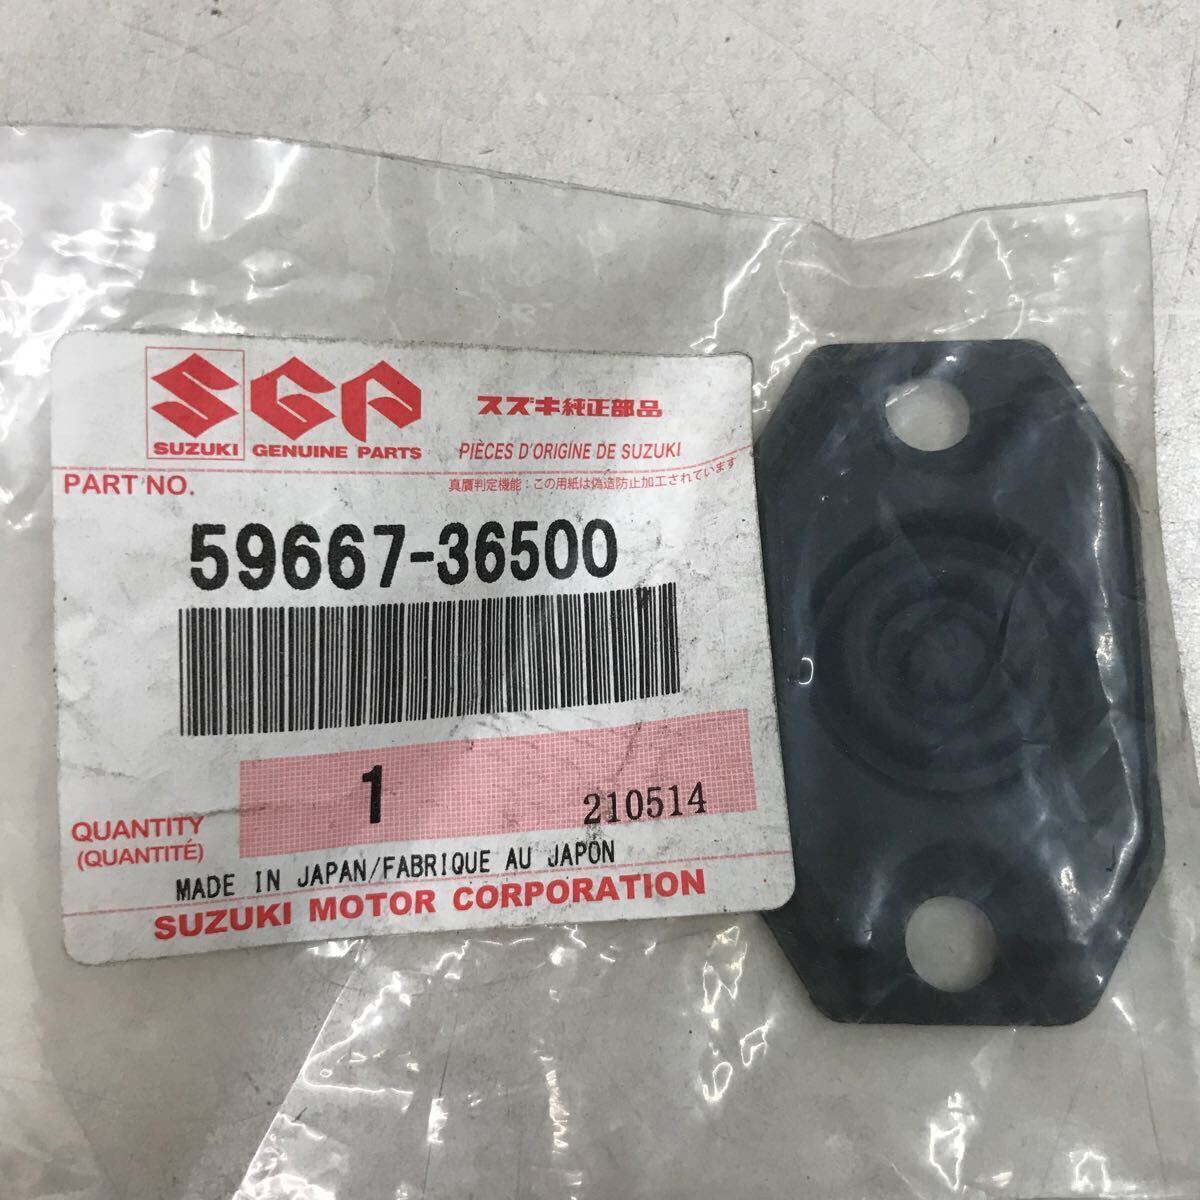 SGP
SUZUKI GENUINE PARTS
スズキ純正部品
PIÈCES D'ORIGINE DE SUZUKI
PART NO.
真贋判定機能：この用紙は偽造防止加工されています
59667-36500
QUANTITY
(QUANTITÉ)
1
210514
MADE IN JAPAN/FABRIQUE AU JAPON
SUZUKI MOTOR CORPORATION